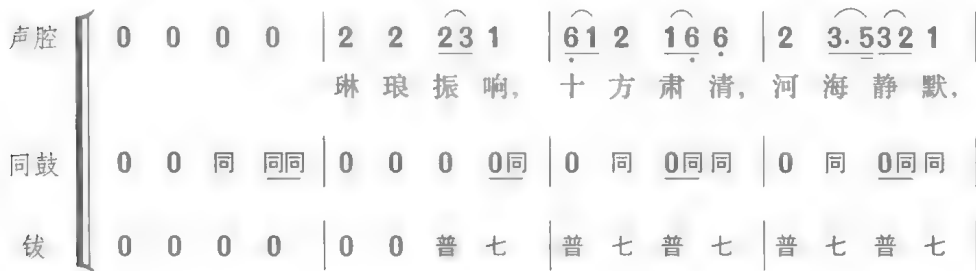 声腔 0 0 0 0 | 2 2 23 1 | 61 2 16 6 | 2 3·532 1 |
琳 琅 振 响, 十 方 肃 清, 河 海 静 默,
同鼓 0 0 同 同同 | 0 0 0 0同 | 0 同 0同同 | 0 同 0同同
钹 0 0 0 0 | 0 0 普 七 | 普 七 普 七 | 普 七 普 七